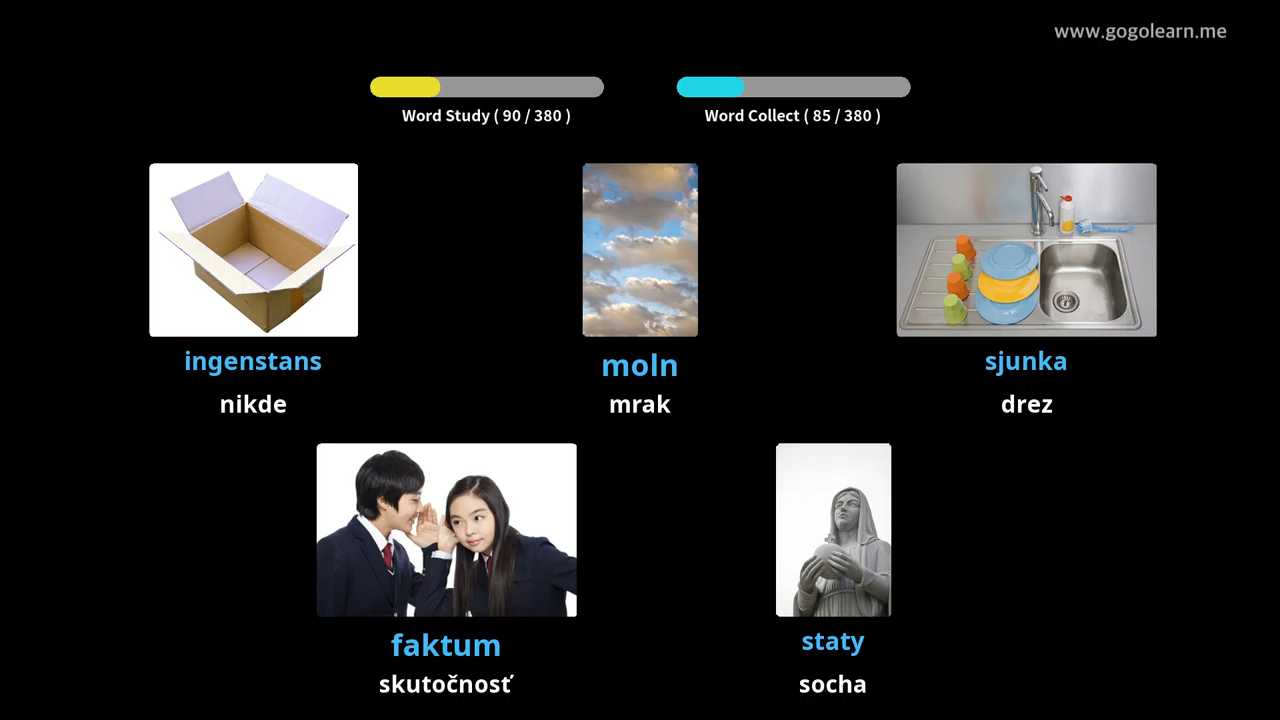 www.gogolearn.me
Word Study ( 90 / 380 )
Word Collect ( 85 / 380 )
ingenstans
nikde
moln
mrak
sjunka
drez
faktum
skutočnosť
staty
socha